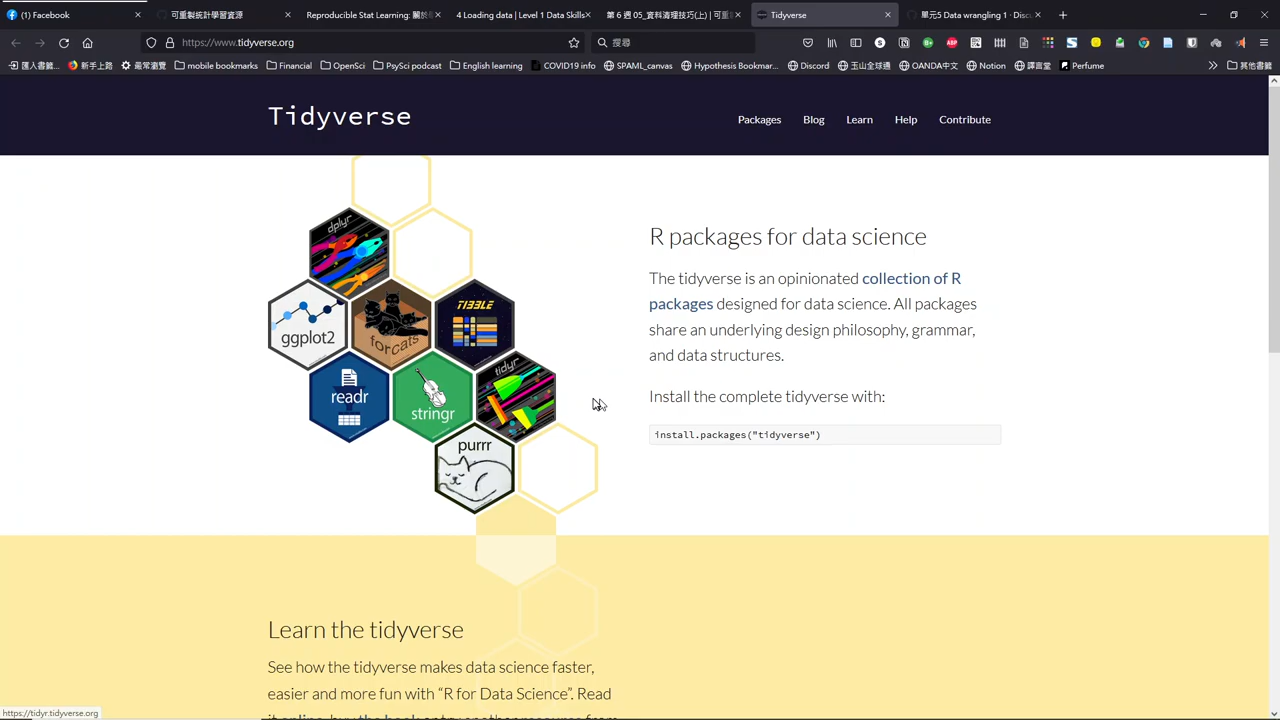 (1) Facebook
可重製統計學習資源
Reproducible Stat Learning: 關於
4 Loading data | Level 1 Data Skills
第 6 週 05_資料清理技巧(上) | 可重
Tidyverse
單元5 Data wrangling 1 · Discu
https://www.tidyverse.org
搜尋
匯入書籤...
新手上路
最常瀏覽
mobile bookmarks
Financial
OpenSci
PsySci podcast
English learning
COVID19 info
SPAML_canvas
Hypothesis Bookmar...
Discord
玉山全球通
OANDA中文
Notion
譯言堂
Perfume
其他書籤
Tidyverse
Packages
Blog
Learn
Help
Contribute
dplyr
ggplot2
forcats
TIBBLE
readr
stringr
tidyr
purrr
R packages for data science
The tidyverse is an opinionated collection of R
packages designed for data science. All packages
share an underlying design philosophy, grammar,
and data structures.
Install the complete tidyverse with:
install.packages("tidyverse")
Learn the tidyverse
See how the tidyverse makes data science faster,
easier and more fun with “R for Data Science”. Read
https://tidyr.tidyverse.org